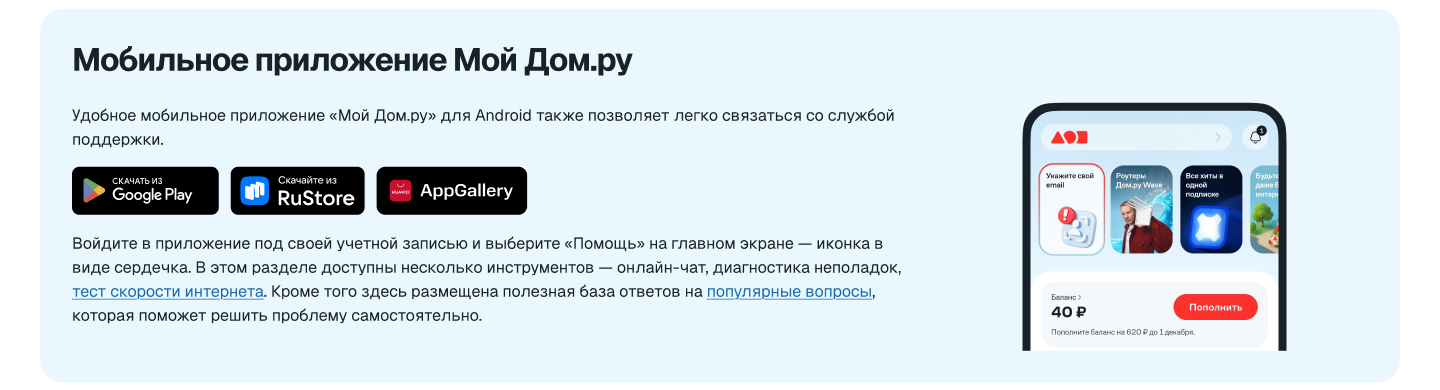 Мобильное приложение Мой Дом.ру
Удобное мобильное приложение «Мой Дом.ру» для Android также позволяет легко связаться со службой
поддержки.
СКАЧАТЬ ИЗ
Google Play
Скачайте из
RuStore
HUAWEI
AppGallery
Войдите в приложение под своей учетной записью и выберите «Помощь» на главном экране — иконка в
виде сердечка. В этом разделе доступны несколько инструментов — онлайн-чат, диагностика неполадок,
тест скорости интернета. Кроме того здесь размещена полезная база ответов на популярные вопросы,
которая поможет решить проблему самостоятельно.
1
Укажите свой
email
Роутеры
Дом.ру Wave
Все хиты в
одной
подписке
Баланс
40 ₽
Пополнить
Пополните баланс на 620 ₽ до 1 декабря.